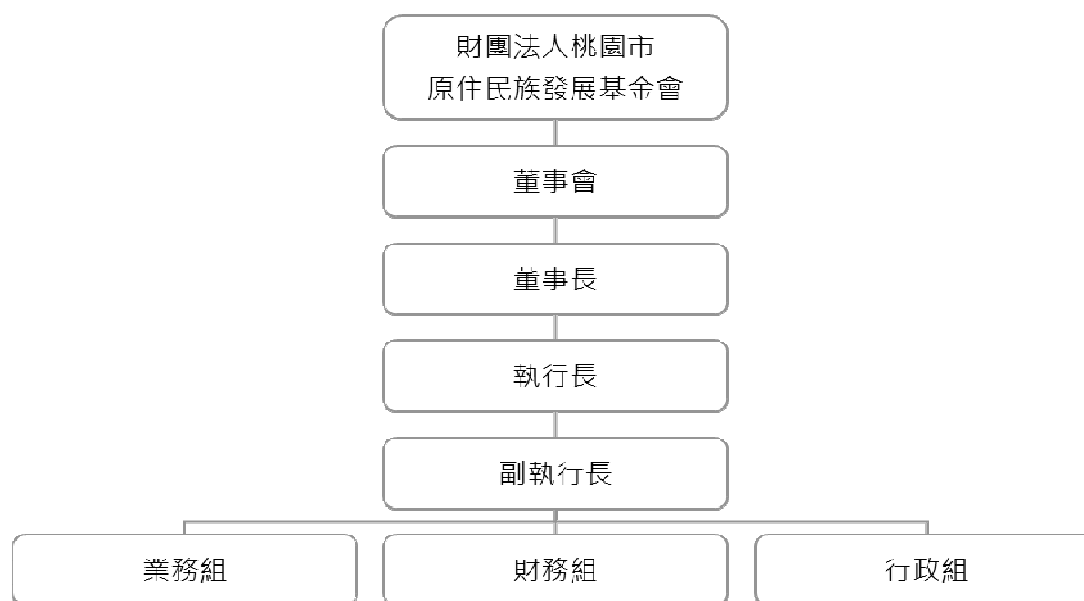 財團法人桃園市
原住民族發展基金會
董事會
董事長
執行長
副執行長
業務組
財務組
行政組